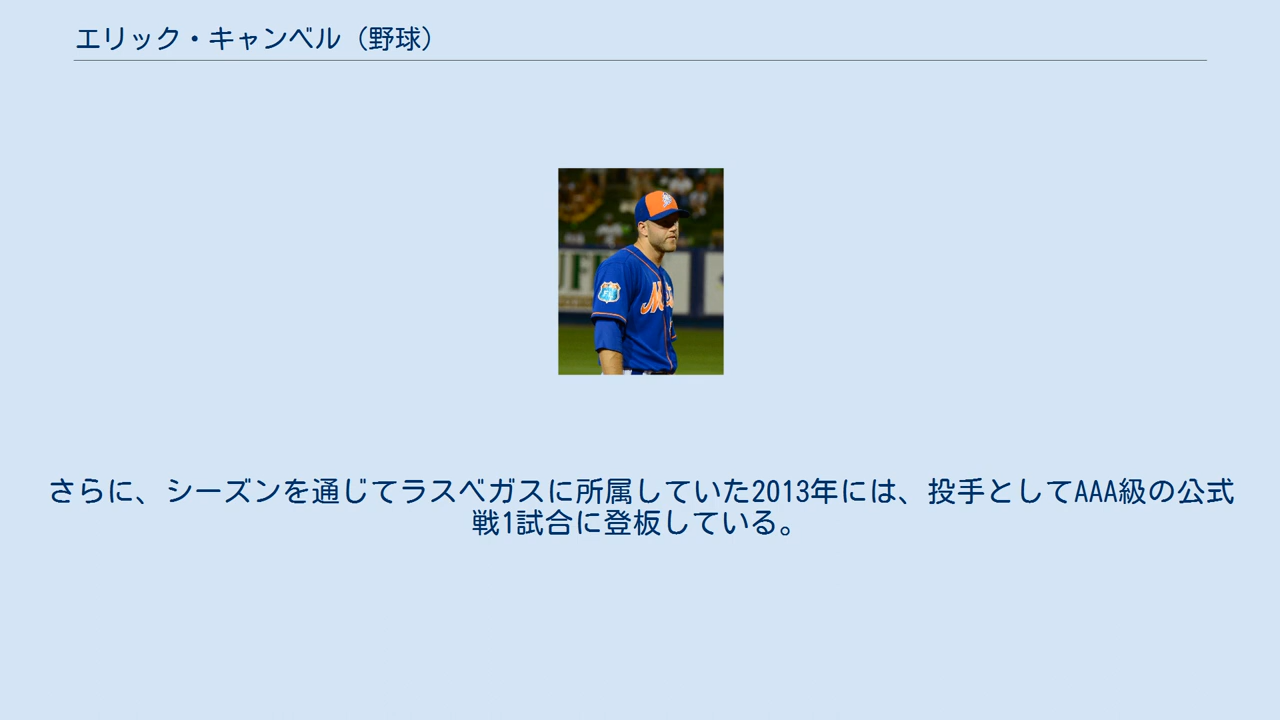 エリック・キャンベル（野球）
UFF
Mets
さらに、シーズンを通じてラスベガスに所属していた2013年には、投手としてAAA級の公式
戦1試合に登板している。